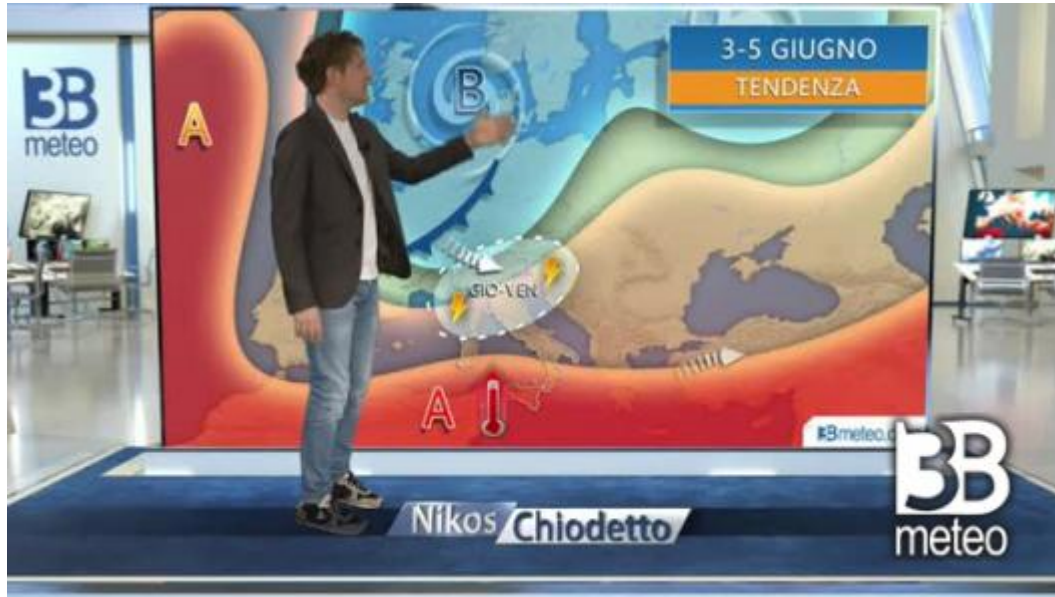 3B
meteo
A
B
3-5 GIUGNO
TENDENZA
GIO-VEN
A
3Bmeteo.c
Nikos Chiodetto
3B
meteo